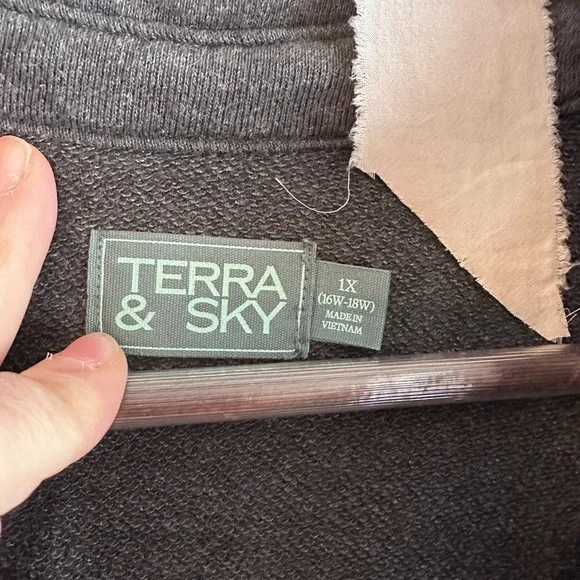 TERRA
& SKY
1X
(16W-18W)
MADE IN
VIETNAM